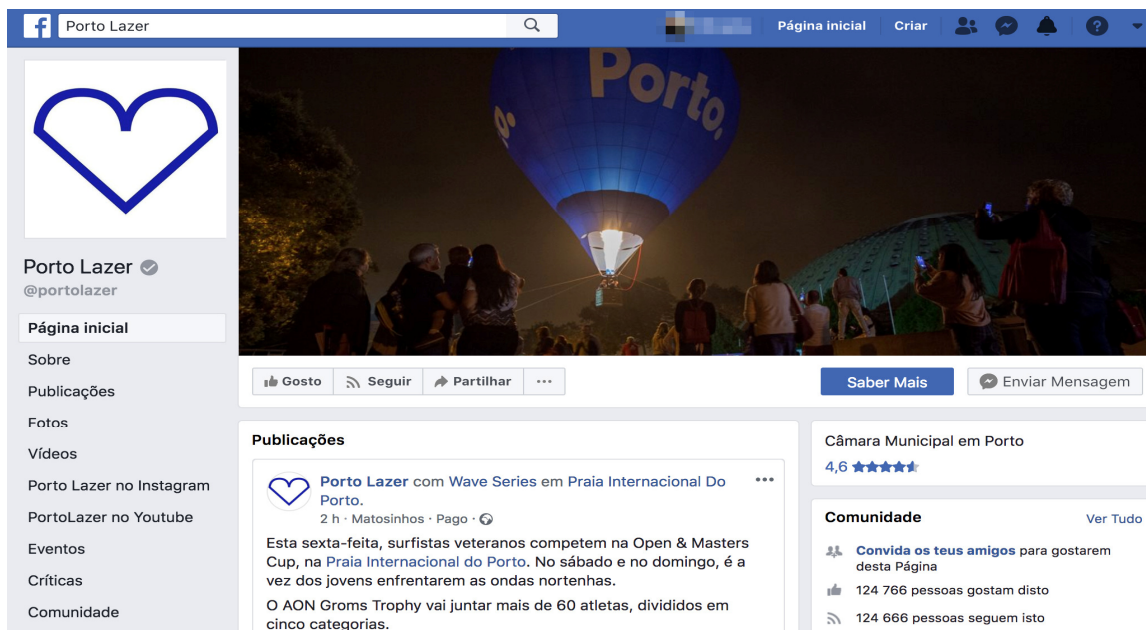 Porto Lazer
Página inicial
Criar
Porto.
Porto Lazer
@portolazer
Página inicial
Sobre
Publicações
Fotos
Vídeos
Porto Lazer no Instagram
PortoLazer no Youtube
Eventos
Críticas
Comunidade
Gosto
Seguir
Partilhar
Saber Mais
Enviar Mensagem
Publicações
Porto Lazer com Wave Series em Praia Internacional Do
Porto.
2 h · Matosinhos · Pago ·
Esta sexta-feira, surfistas veteranos competem na Open & Masters
Cup, na Praia Internacional do Porto. No sábado e no domingo, é a
vez dos jovens enfrentarem as ondas nortenhas.
O AON Groms Trophy vai juntar mais de 60 atletas, divididos em
cinco categorias.
Câmara Municipal em Porto
4,6
Comunidade
Ver Tudo
Convida os teus amigos para gostarem
desta Página
124 766 pessoas gostam disto
124 666 pessoas seguem isto